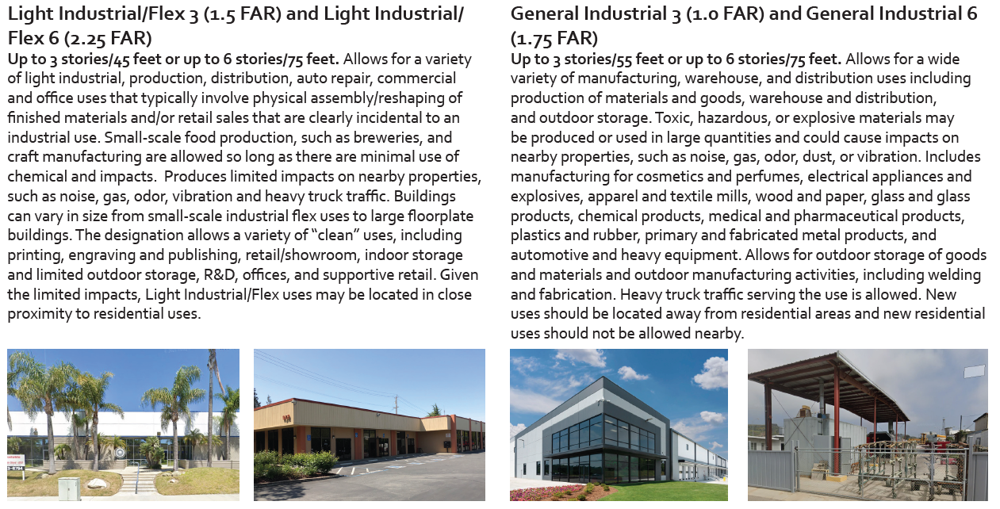 Light Industrial/Flex 3 (1.5 FAR) and Light Industrial/
Flex 6 (2.25 FAR)
Up to 3 stories/45 feet or up to 6 stories/75 feet. Allows for a variety
of light industrial, production, distribution, auto repair, commercial
and office uses that typically involve physical assembly/reshaping of
finished materials and/or retail sales that are clearly incidental to an
industrial use. Small-scale food production, such as breweries, and
craft manufacturing are allowed so long as there are minimal use of
chemical and impacts.  Produces limited impacts on nearby properties,
such as noise, gas, odor, vibration and heavy truck traffic. Buildings
can vary in size from small-scale industrial flex uses to large floorplate
buildings. The designation allows a variety of “clean” uses, including
printing, engraving and publishing, retail/showroom, indoor storage
and limited outdoor storage, R&D, offices, and supportive retail. Given
the limited impacts, Light Industrial/Flex uses may be located in close
proximity to residential uses.
General Industrial 3 (1.0 FAR) and General Industrial 6
(1.75 FAR)
Up to 3 stories/55 feet or up to 6 stories/75 feet. Allows for a wide
variety of manufacturing, warehouse, and distribution uses including
production of materials and goods, warehouse and distribution,
and outdoor storage. Toxic, hazardous, or explosive materials may
be produced or used in large quantities and could cause impacts on
nearby properties, such as noise, gas, odor, dust, or vibration. Includes
manufacturing for cosmetics and perfumes, electrical appliances and
explosives, apparel and textile mills, wood and paper, glass and glass
products, chemical products, medical and pharmaceutical products,
plastics and rubber, primary and fabricated metal products, and
automotive and heavy equipment. Allows for outdoor storage of goods
and materials and outdoor manufacturing activities, including welding
and fabrication. Heavy truck traffic serving the use is allowed. New
uses should be located away from residential areas and new residential
uses should not be allowed nearby.